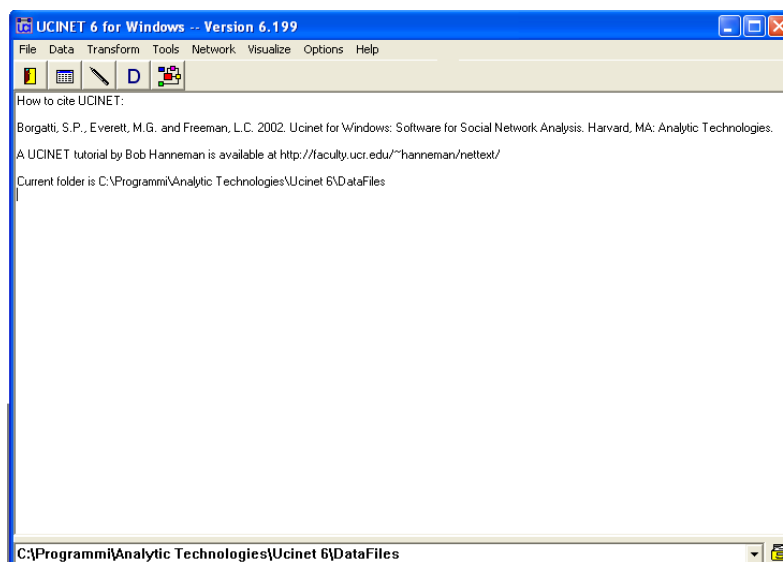 UCINET 6 for Windows -- Version 6.199
File Data Transform Tools Network Visualize Options Help
D
How to cite UCINET:
Borgatti, S.P., Everett, M.G. and Freeman, L.C. 2002. Ucinet for Windows: Software for Social Network Analysis. Harvard, MA: Analytic Technologies.
A UCINET tutorial by Bob Hanneman is available at http://faculty.ucr.edu/~hanneman/nettext/
Current folder is C:\Programmi\Analytic Technologies\Ucinet 6\DataFiles
C:\Programmi\Analytic Technologies\Ucinet 6\DataFiles